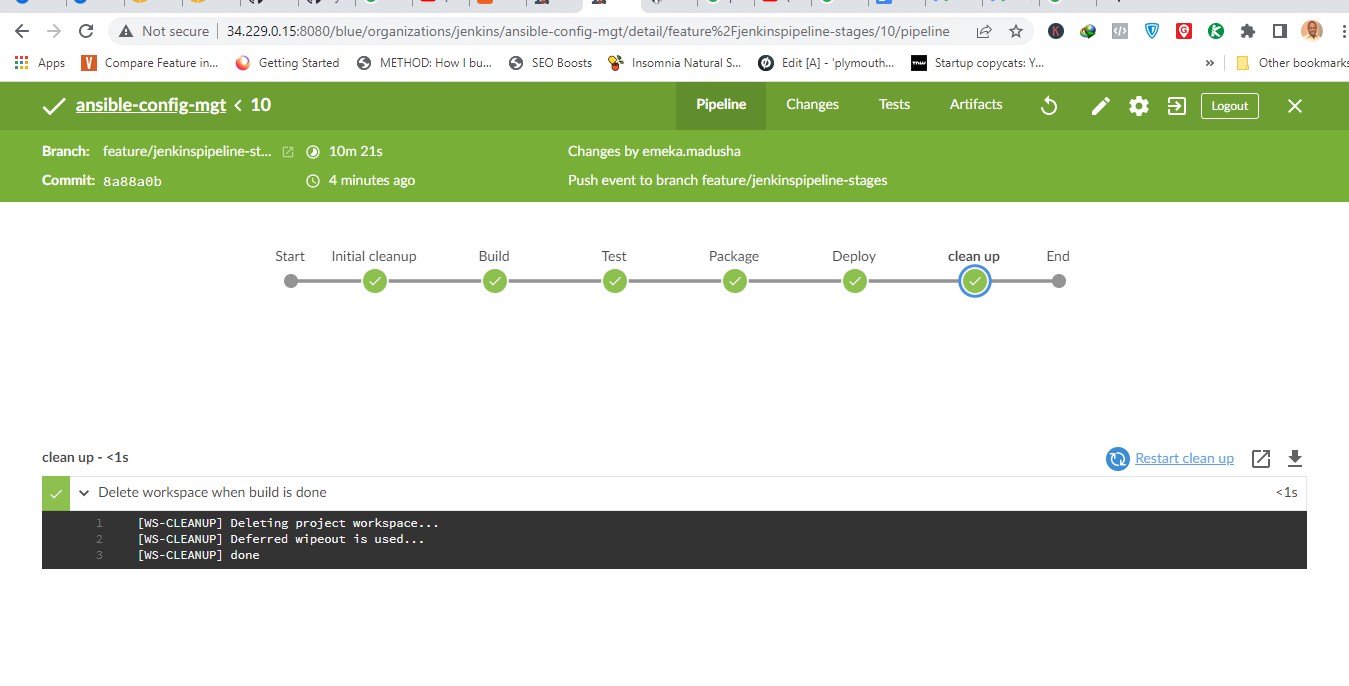 Not secure 34.229.0.15:8080/blue/organizations/jenkins/ansible-config-mgt/detail/feature%2Fjenkinspipeline-stages/10/pipeline
Apps Compare Feature in... Getting Started METHOD: How I bu... SEO Boosts Insomnia Natural S... Edit [A] - 'plymouth... Startup copycats: Y... » Other bookmarks
ansible-config-mgt < 10 Pipeline Changes Tests Artifacts Logout
Branch: feature/jenkinspipeline-st... 10m 21s Changes by emeka.madusha
Commit: 8a88a0b 4 minutes ago Push event to branch feature/jenkinspipeline-stages
Start Initial cleanup Build Test Package Deploy clean up End
clean up - <1s Restart clean up
Delete workspace when build is done <1s
1 [WS-CLEANUP] Deleting project workspace...
2 [WS-CLEANUP] Deferred wipeout is used...
3 [WS-CLEANUP] done